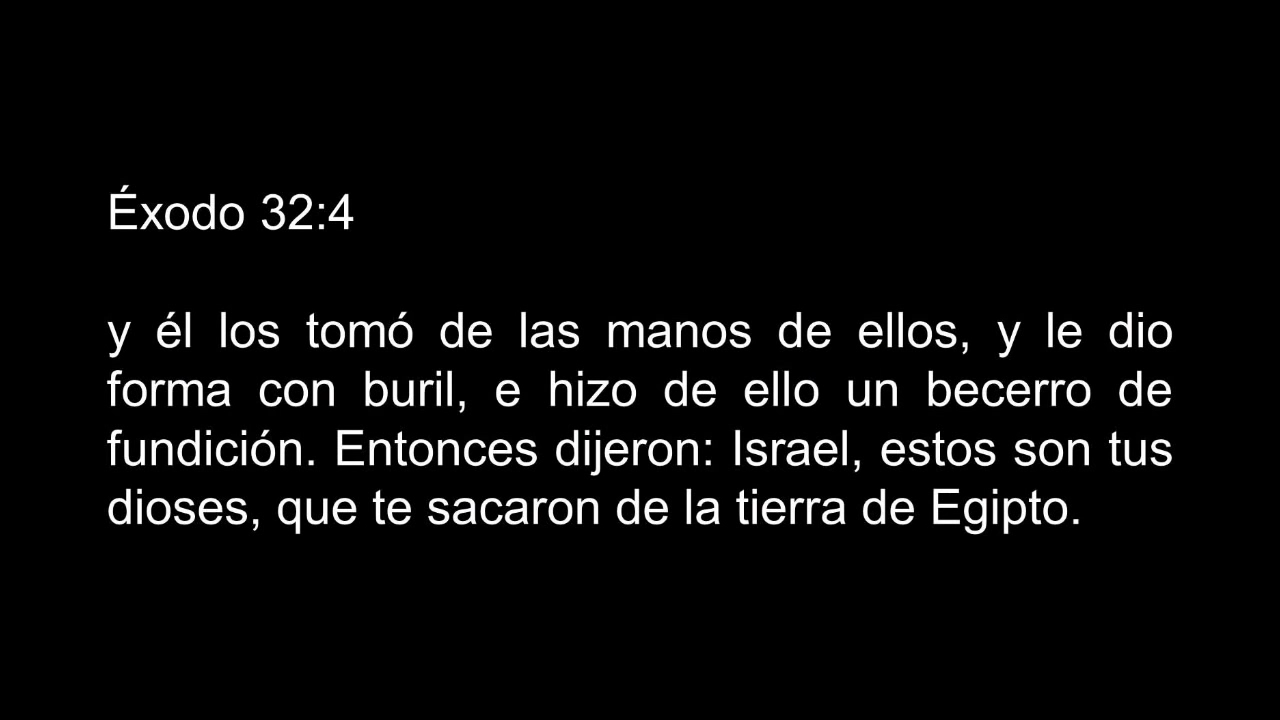 Éxodo 32:4
y él los tomó de las manos de ellos, y le dio
forma con buril, e hizo de ello un becerro de
fundición. Entonces dijeron: Israel, estos son tus
dioses, que te sacaron de la tierra de Egipto.